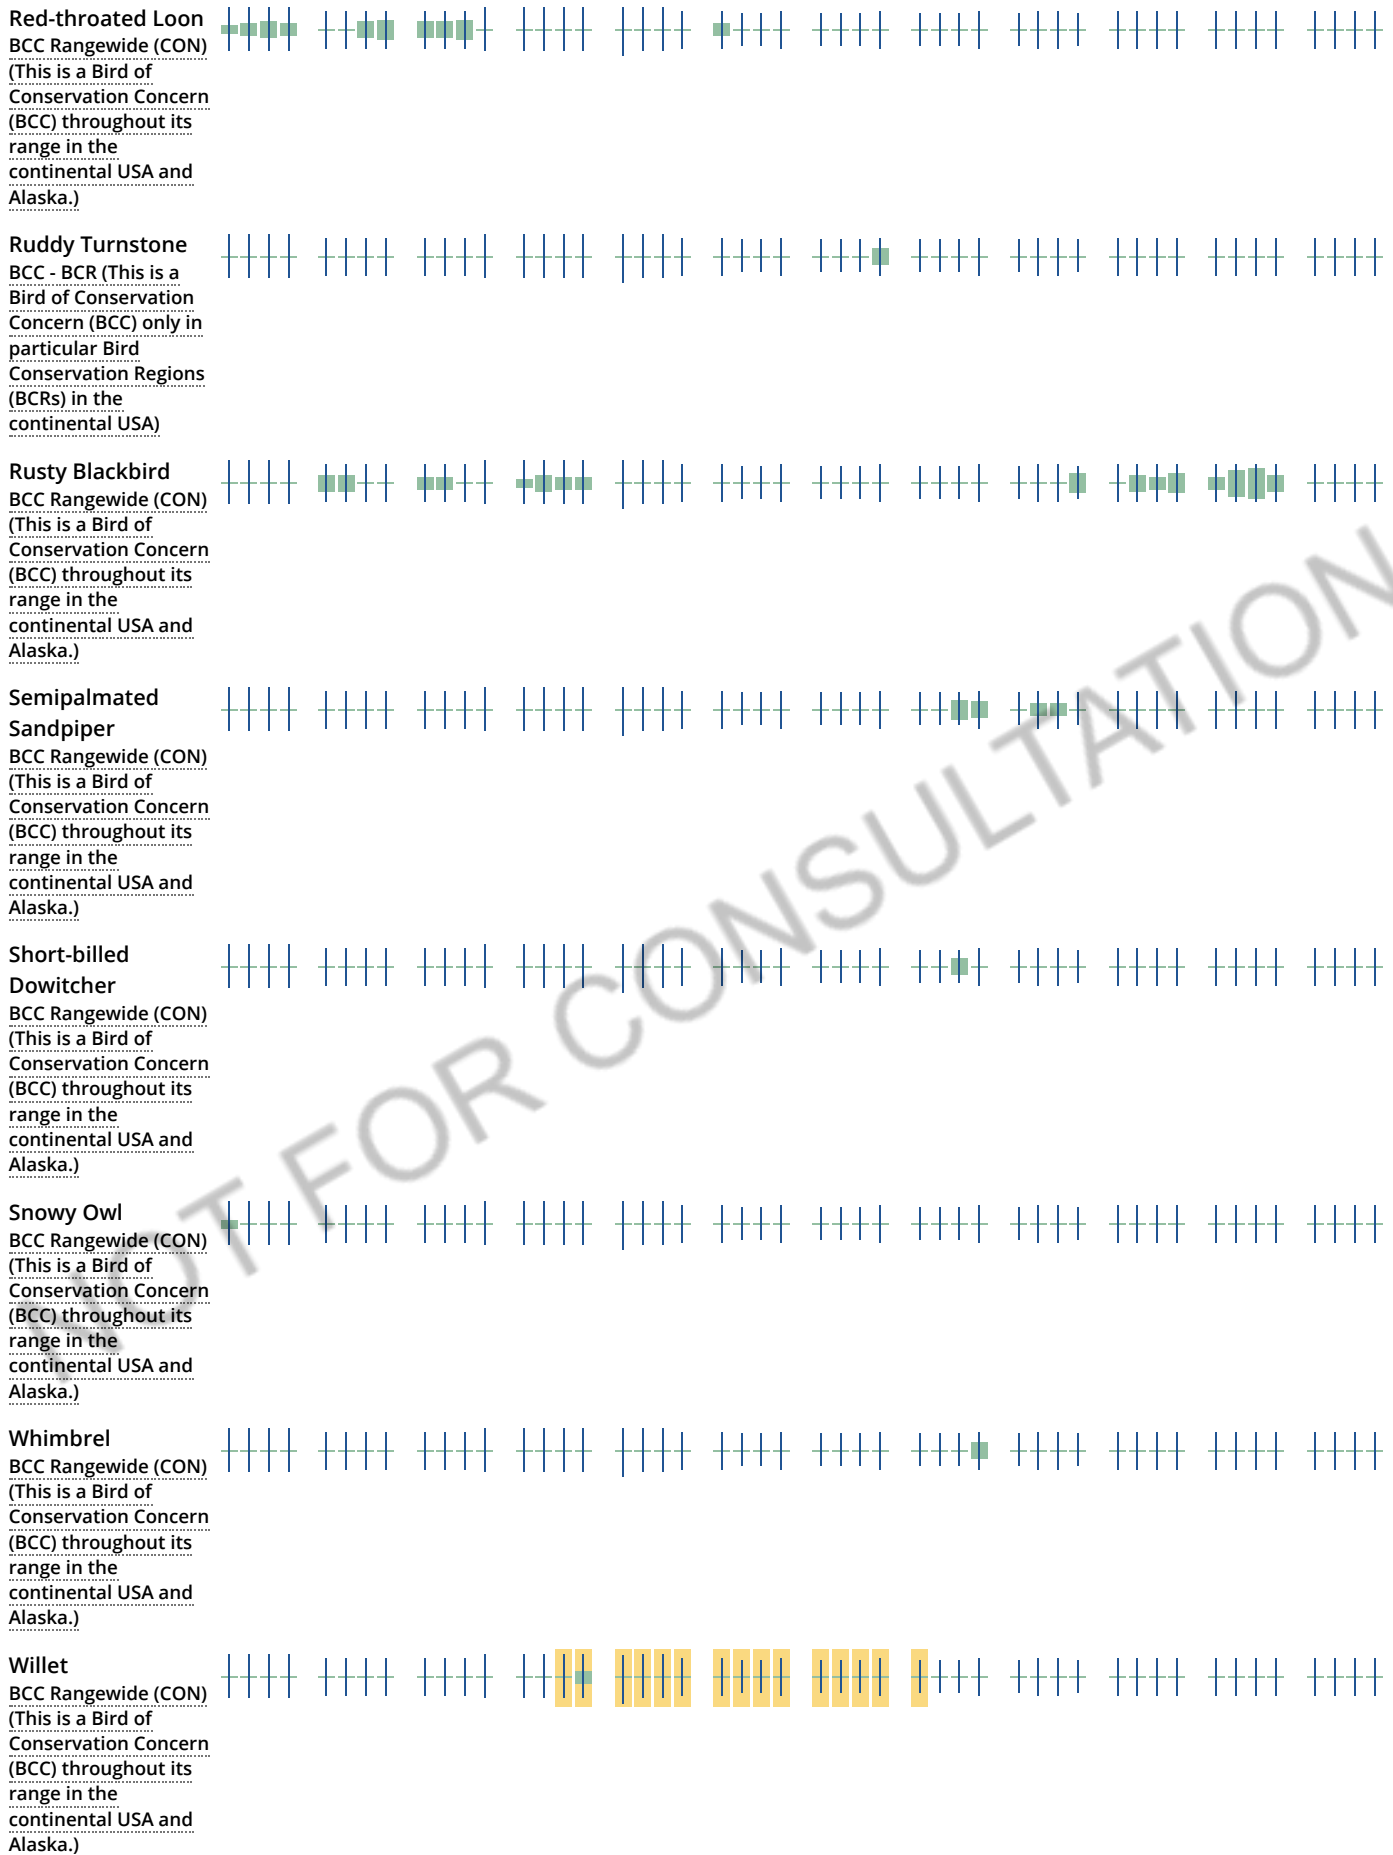 Red-throated Loon
BCC Rangewide (CON)
(This is a Bird of
Conservation Concern
(BCC) throughout its
range in the
continental USA and
Alaska.)
Ruddy Turnstone
BCC - BCR (This is a
Bird of Conservation
Concern (BCC) only in
particular Bird
Conservation Regions
(BCRs) in the
continental USA)
Rusty Blackbird
BCC Rangewide (CON)
(This is a Bird of
Conservation Concern
(BCC) throughout its
range in the
continental USA and
Alaska.)
Semipalmated
Sandpiper
BCC Rangewide (CON)
(This is a Bird of
Conservation Concern
(BCC) throughout its
range in the
continental USA and
Alaska.)
Short-billed
Dowitcher
BCC Rangewide (CON)
(This is a Bird of
Conservation Concern
(BCC) throughout its
range in the
continental USA and
Alaska.)
Snowy Owl
BCC Rangewide (CON)
(This is a Bird of
Conservation Concern
(BCC) throughout its
range in the
continental USA and
Alaska.)
Whimbrel
BCC Rangewide (CON)
(This is a Bird of
Conservation Concern
(BCC) throughout its
range in the
continental USA and
Alaska.)
Willet
BCC Rangewide (CON)
(This is a Bird of
Conservation Concern
(BCC) throughout its
range in the
continental USA and
Alaska.)
NOT FOR CONSULTATION